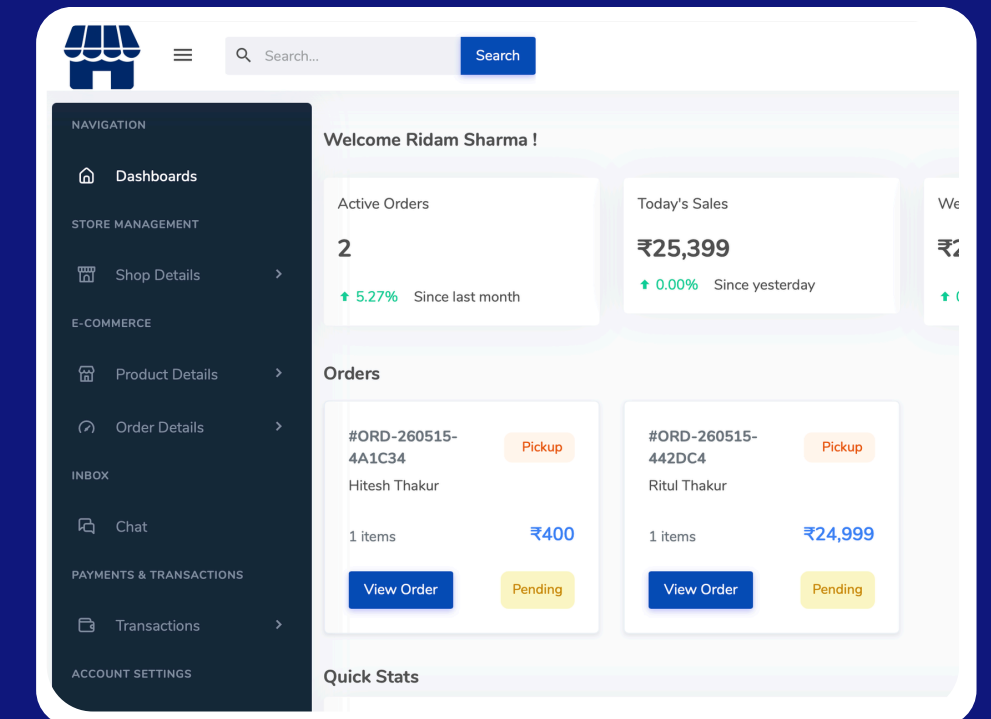 Search...
Search
NAVIGATION
Dashboards
STORE MANAGEMENT
Shop Details
E-COMMERCE
Product Details
Order Details
INBOX
Chat
PAYMENTS & TRANSACTIONS
Transactions
ACCOUNT SETTINGS
Welcome Ridam Sharma !
Active Orders
2
5.27% Since last month
Today's Sales
₹25,399
0.00% Since yesterday
We
₹2
Orders
#ORD-260515-
4A1C34
Pickup
Hitesh Thakur
1 items
₹400
View Order
Pending
#ORD-260515-
442DC4
Pickup
Ritul Thakur
1 items
₹24,999
View Order
Pending
Quick Stats